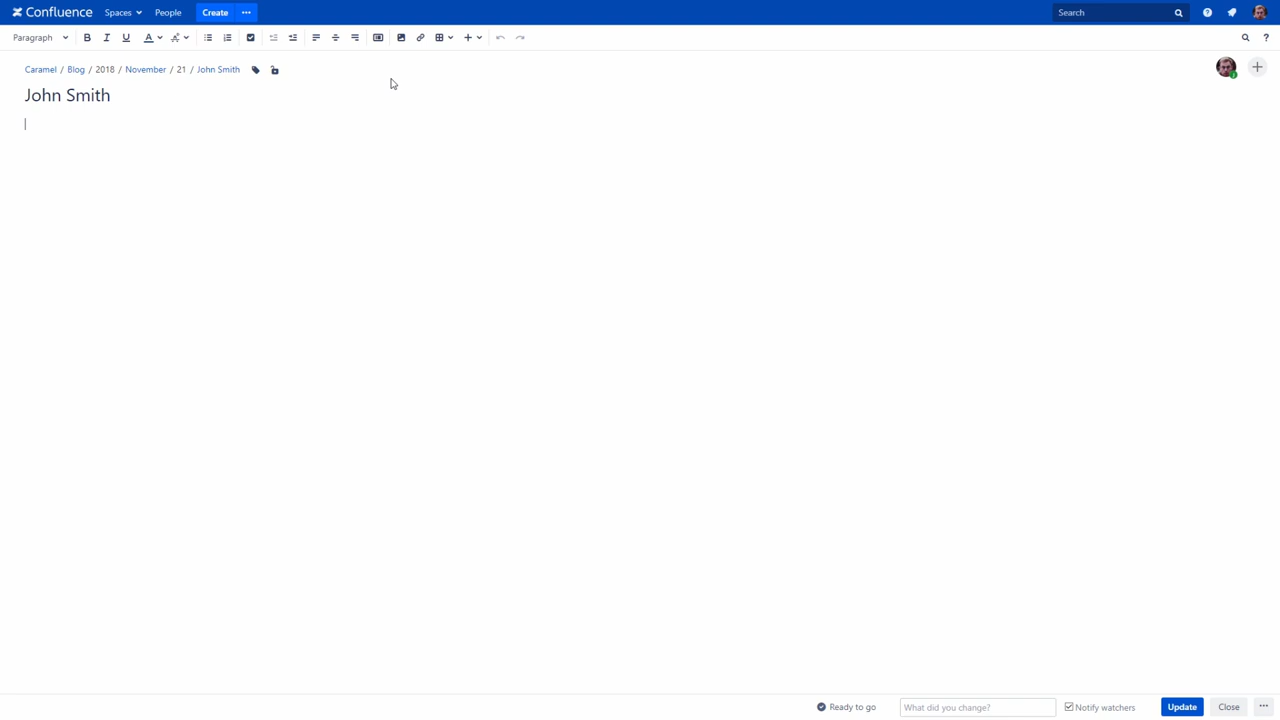 Confluence Spaces People Create ••• Search
Paragraph B I U A
Caramel / Blog / 2018 / November / 21 / John Smith
John Smith
Ready to go What did you change? Notify watchers Update Close •••